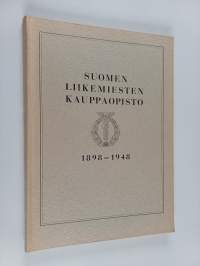 SUOMEN
LIIKEMIESTEN
KAUPPAOPISTO
1898–1948